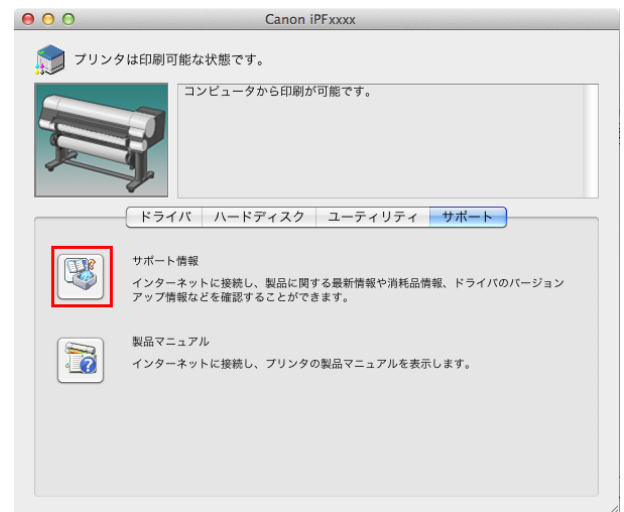 Canon iPFxxxx
プリンタは印刷可能な状態です。
コンピュータから印刷が可能です。
ドライバ ハードディスク ユーティリティ サポート
サポート情報
インターネットに接続し、製品に関する最新情報や消耗品情報、ドライバのバージョン
アップ情報などを確認することができます。
製品マニュアル
インターネットに接続し、プリンタの製品マニュアルを表示します。